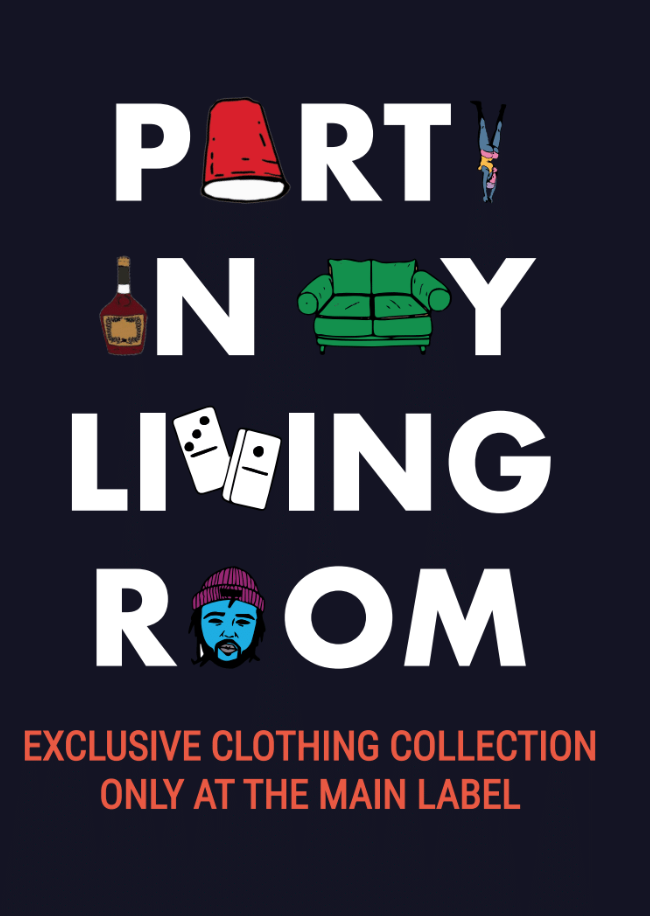 PARTY
IN MY
LIVING
ROOM
EXCLUSIVE CLOTHING COLLECTION
ONLY AT THE MAIN LABEL